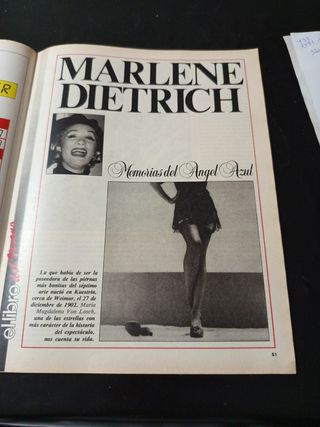 MARLENE
DIETRICH
Memorias del Angel Azul
La que había de ser la
poseedora de las piernas
más bonitas del séptimo
arte nació en Kuestrin,
cerca de Weimar, el 27 de
diciembre de 1902. María
Magdalena Von Losch,
una de las estrellas con
más carácter de la historia
del espectáculo,
nos cuenta su vida.
51
el libro